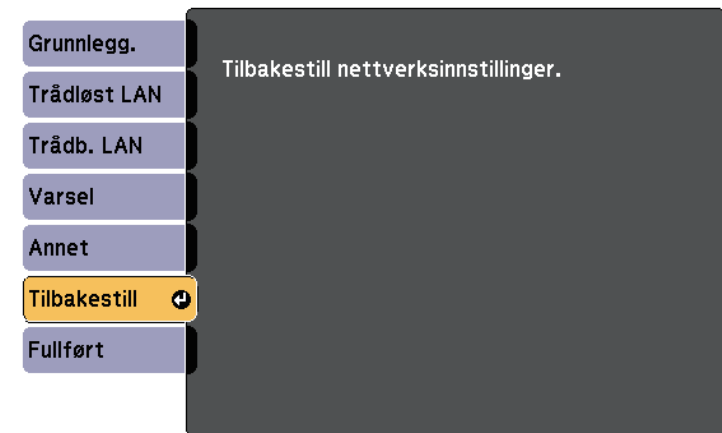 Grunnlegg.
Trådløst LAN
Trådb. LAN
Varsel
Annet
Tilbakestill
Fullført
Tilbakestill nettverksinnstillinger.